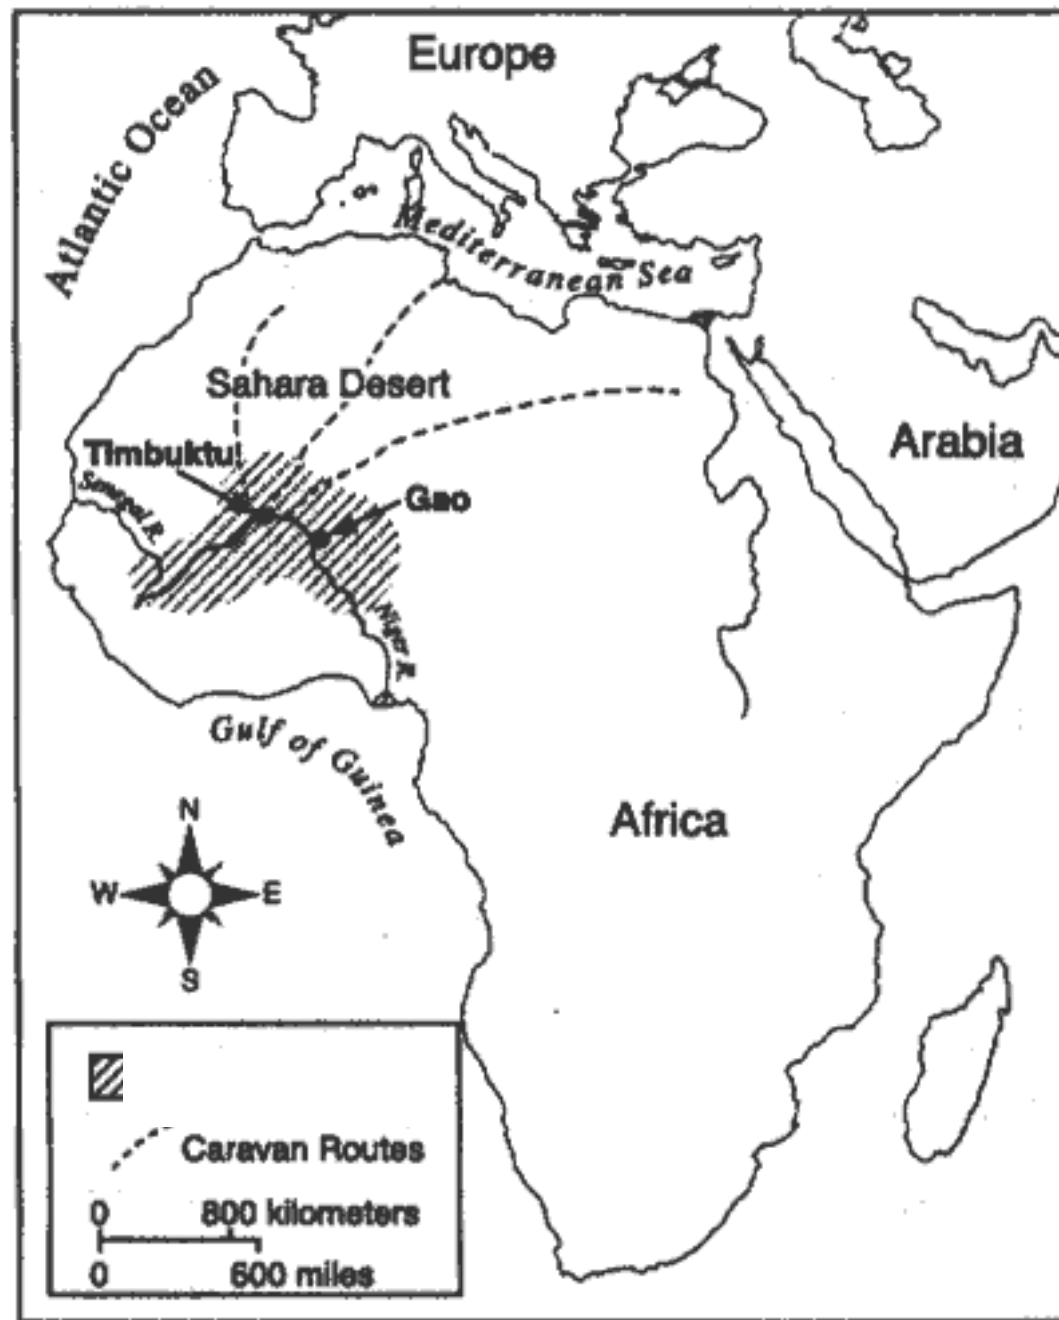 Europe
Atlantic Ocean
Mediterranean Sea
Sahara Desert
Arabia
Timbuktu
Senegal R.
Gao
Niger R.
Gulf of Guinea
Africa
N
W E
S
Caravan Routes
0 800 kilometers
0 600 miles